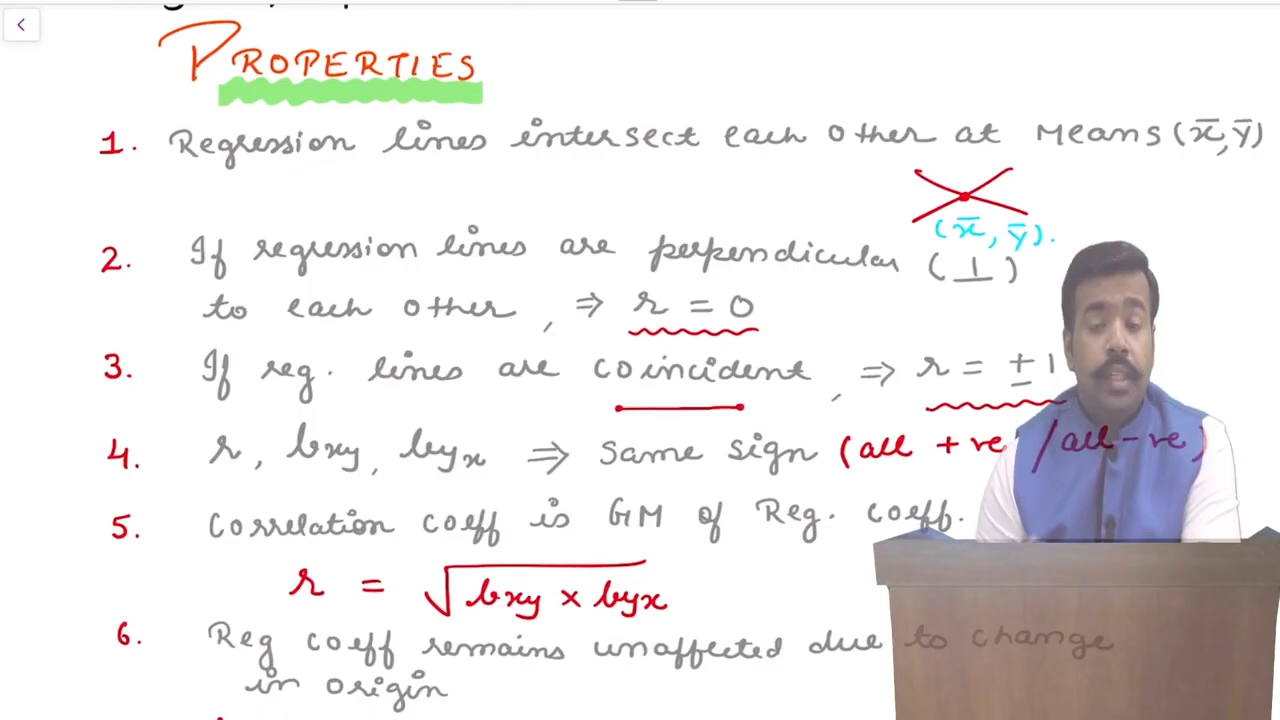 PROPERTIES
1. Regression lines intersect each other at Means (x̄, ȳ)
(x̄, ȳ).
2. If regression lines are perpendicular (⊥)
to each other, ⇒ r = 0
3. If reg. lines are coincident, ⇒ r = ±1
4. r, bxy, byx ⇒ same sign (all +ve / all -ve)
5. Correlation coeff is GM of Reg. coeff.
r = √bxy × byx
6. Reg coeff remains unaffected due to change
in origin